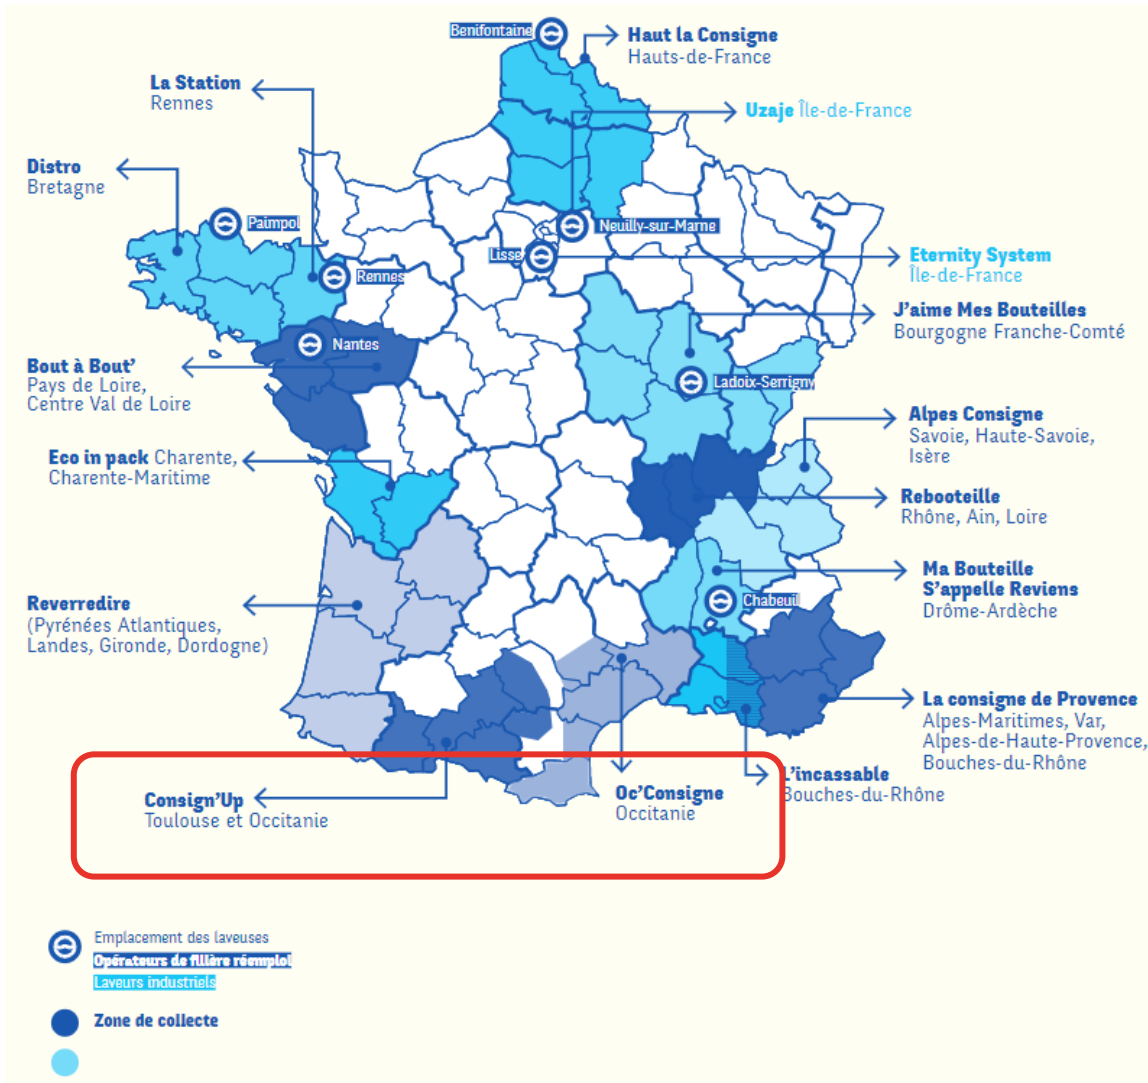 Benifontaine
Haut la Consigne
Hauts-de-France
La Station
Rennes
Uzaje Île-de-France
Distro
Bretagne
Paimpol
Neuilly-sur-Marne
Lisse
Eternity System
Île-de-France
Rennes
J'aime Mes Bouteilles
Bourgogne Franche-Comté
Nantes
Bout à Bout'
Pays de Loire,
Centre Val de Loire
Ladoix-Serrigny
Alpes Consigne
Savoie, Haute-Savoie,
Isère
Eco in pack Charente,
Charente-Maritime
Rebooteille
Rhône, Ain, Loire
Ma Bouteille
S'appelle Reviens
Drôme-Ardèche
Chabeuil
Reverredire
(Pyrénées Atlantiques,
Landes, Gironde, Dordogne)
La consigne de Provence
Alpes-Maritimes, Var,
Alpes-de-Haute-Provence,
Bouches-du-Rhône
L'incassable
Bouches-du-Rhône
Consign'Up
Toulouse et Occitanie
Oc'Consigne
Occitanie
Emplacement des laveuses
Opérateurs de filière réemploi
Laveurs industriels
Zone de collecte